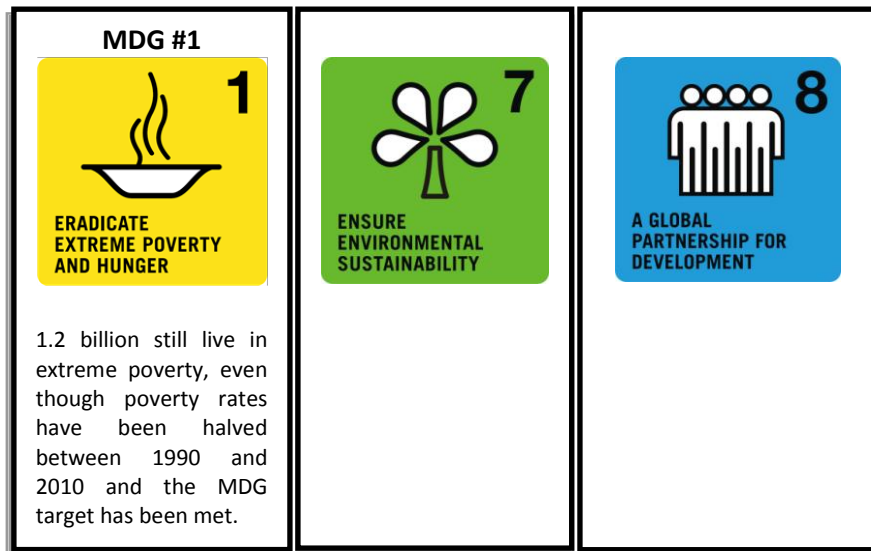 MDG #1
1
ERADICATE
EXTREME POVERTY
AND HUNGER
1.2 billion still live in
extreme poverty, even
though poverty rates
have been halved
between 1990 and
2010 and the MDG
target has been met.
7
ENSURE
ENVIRONMENTAL
SUSTAINABILITY
8
A GLOBAL
PARTNERSHIP FOR
DEVELOPMENT